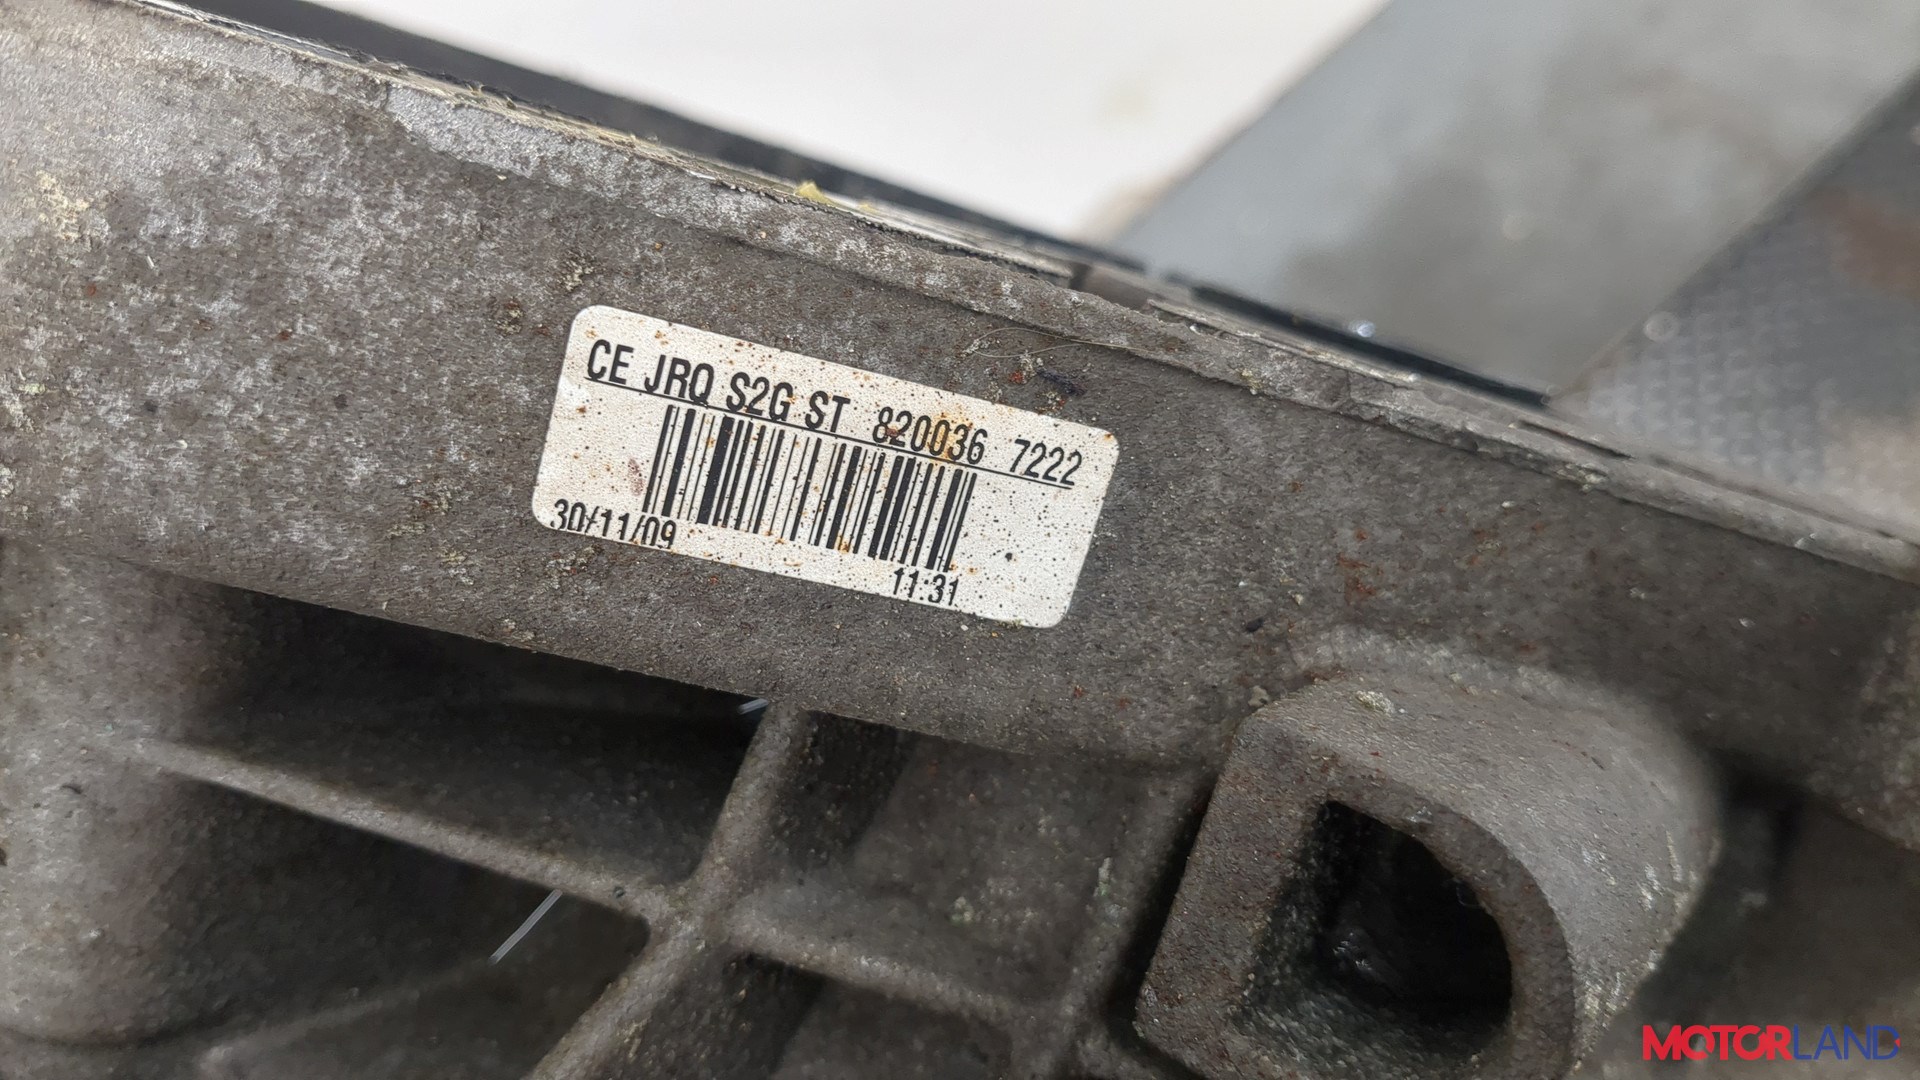 CE JRQ S2G ST 820036 7222
30/11/09
11:31
MOTORLAND